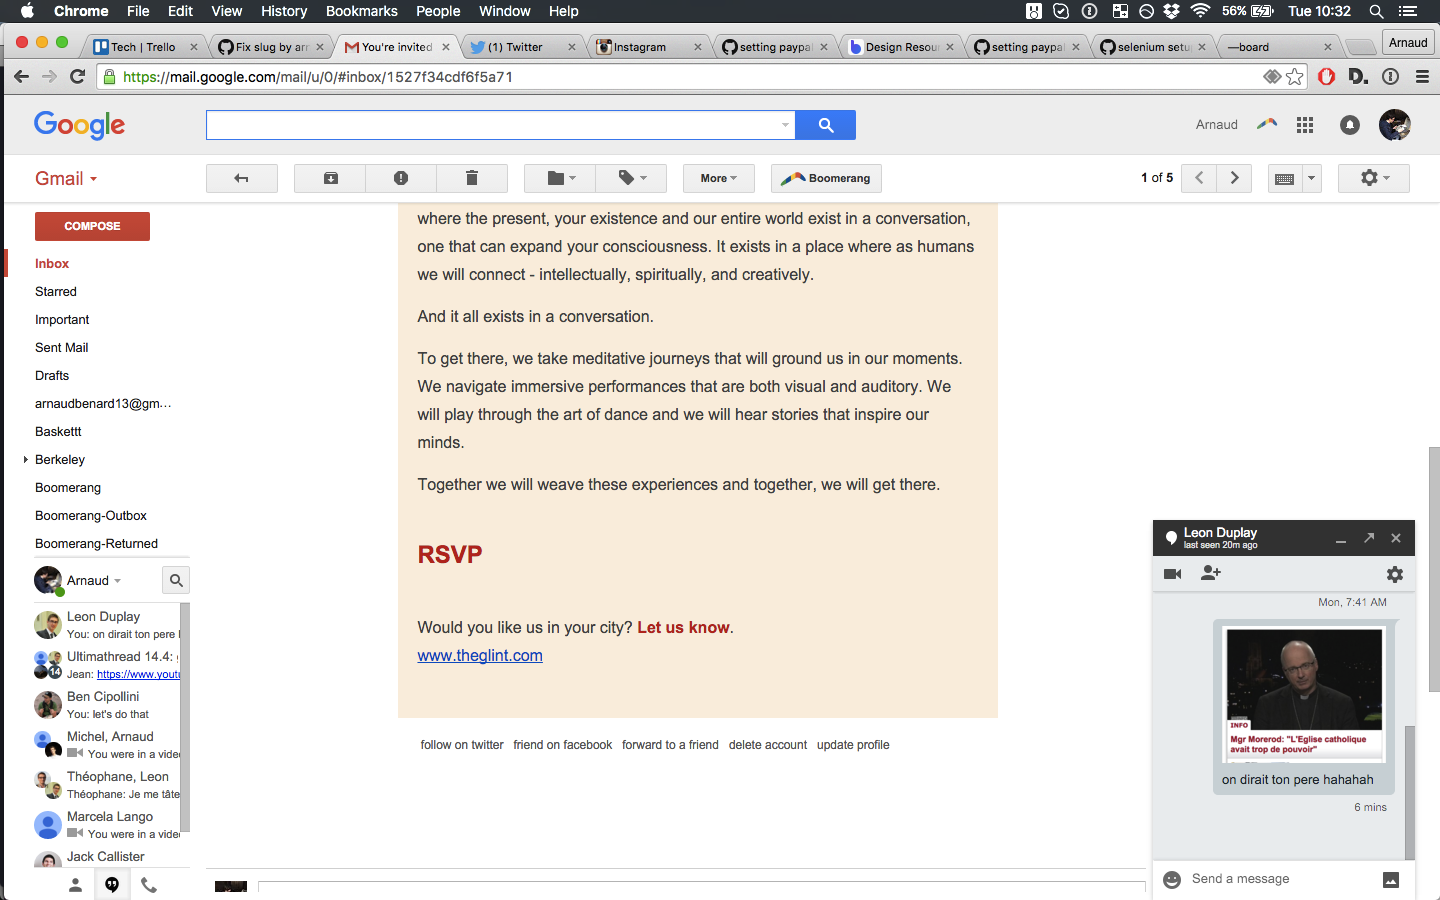 Chrome File Edit View History Bookmarks People Window Help 56% Tue 10:32
Tech | Trello Fix slug by arr You're invited (1) Twitter Instagram setting paypal Design Resour setting paypal selenium setu —board Arnaud
https://mail.google.com/mail/u/0/#inbox/1527f34cdf6f5a71
Google
Arnaud
Gmail
More
Boomerang
1 of 5
COMPOSE
Inbox
Starred
Important
Sent Mail
Drafts
arnaudbenard13@gm...
Baskettt
Berkeley
Boomerang
Boomerang-Outbox
Boomerang-Returned
Arnaud
Leon Duplay
You: on dirait ton pere
Ultimathread 14.4:
14
Jean: https://www.yout
Ben Cipollini
You: let's do that
Michel, Arnaud
You were in a vide
Théophane, Leon
Théophane: Je me tâte
Marcela Lango
You were in a vide
Jack Callister
where the present, your existence and our entire world exist in a conversation,
one that can expand your consciousness. It exists in a place where as humans
we will connect - intellectually, spiritually, and creatively.
And it all exists in a conversation.
To get there, we take meditative journeys that will ground us in our moments.
We navigate immersive performances that are both visual and auditory. We
will play through the art of dance and we will hear stories that inspire our
minds.
Together we will weave these experiences and together, we will get there.
RSVP
Would you like us in your city? Let us know.
www.theglint.com
follow on twitter friend on facebook forward to a friend delete account update profile
Leon Duplay
last seen 20m ago
Mon, 7:41 AM
INFO
Mgr Morerod: "L'Eglise catholique
avait trop de pouvoir"
on dirait ton pere hahahah
6 mins
Send a message